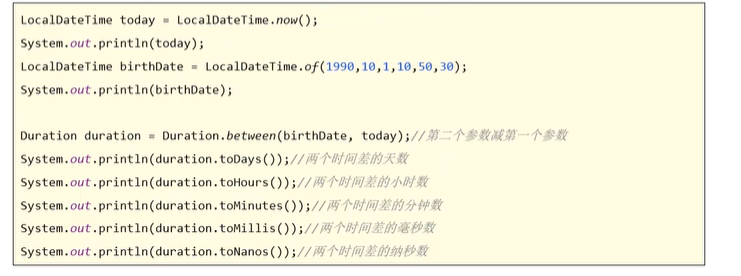 LocalDateTime today = LocalDateTime.now();
System.out.println(today);
LocalDateTime birthDate = LocalDateTime.of(1990,10,1,10,50,30);
System.out.println(birthDate);
Duration duration = Duration.between(birthDate, today);//第二个参数减第一个参数
System.out.println(duration.toDays());//两个时间差的天数
System.out.println(duration.toHours());//两个时间差的小时数
System.out.println(duration.toMinutes());//两个时间差的分钟数
System.out.println(duration.toMillis());//两个时间差的毫秒数
System.out.println(duration.toNanos());//两个时间差的纳秒数